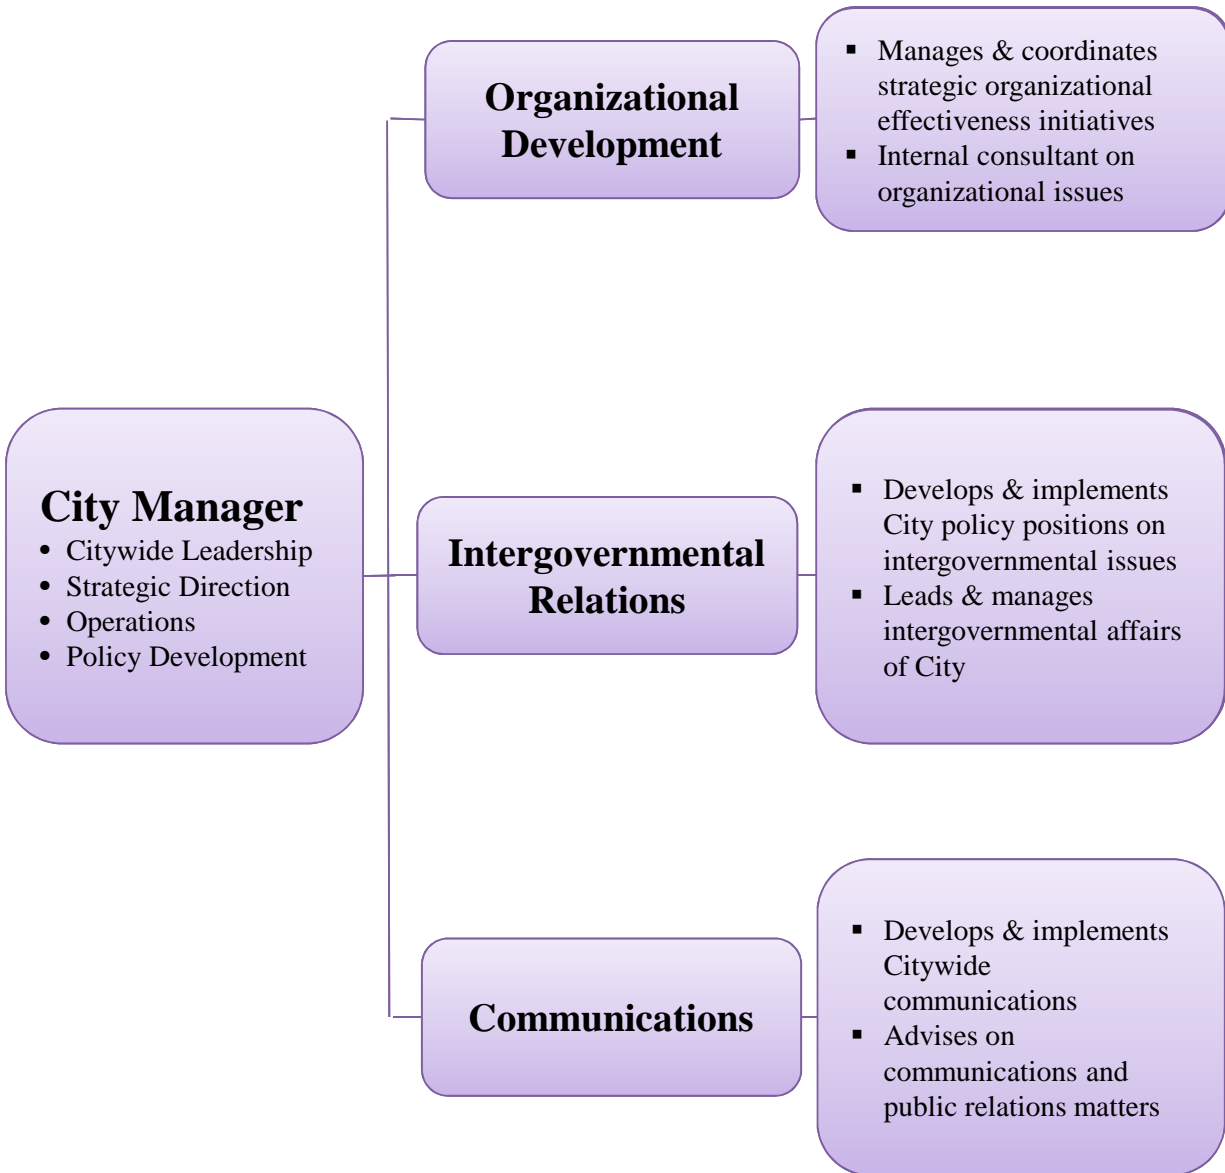 Organizational
Development
▪ Manages & coordinates
strategic organizational
effectiveness initiatives
▪ Internal consultant on
organizational issues
City Manager
• Citywide Leadership
• Strategic Direction
• Operations
• Policy Development
Intergovernmental
Relations
▪ Develops & implements
City policy positions on
intergovernmental issues
▪ Leads & manages
intergovernmental affairs
of City
Communications
▪ Develops & implements
Citywide
communications
▪ Advises on
communications and
public relations matters